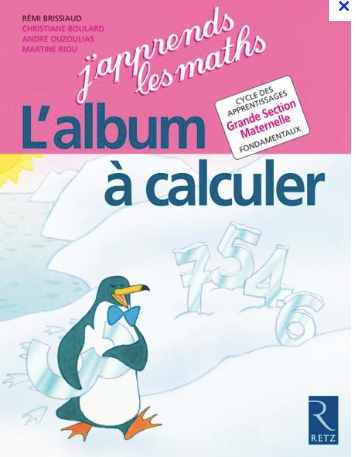 RÉMI BRISSIAUD
CHRISTIANE BOULARD
ANDRÉ OUZOULIAS
MARTINE RIOU
j'apprends
les maths
CYCLE DES
APPRENTISSAGES
Grande Section
Maternelle
FONDAMENTAUX
L'album
à calculer
7 5 4 6
R
RETZ